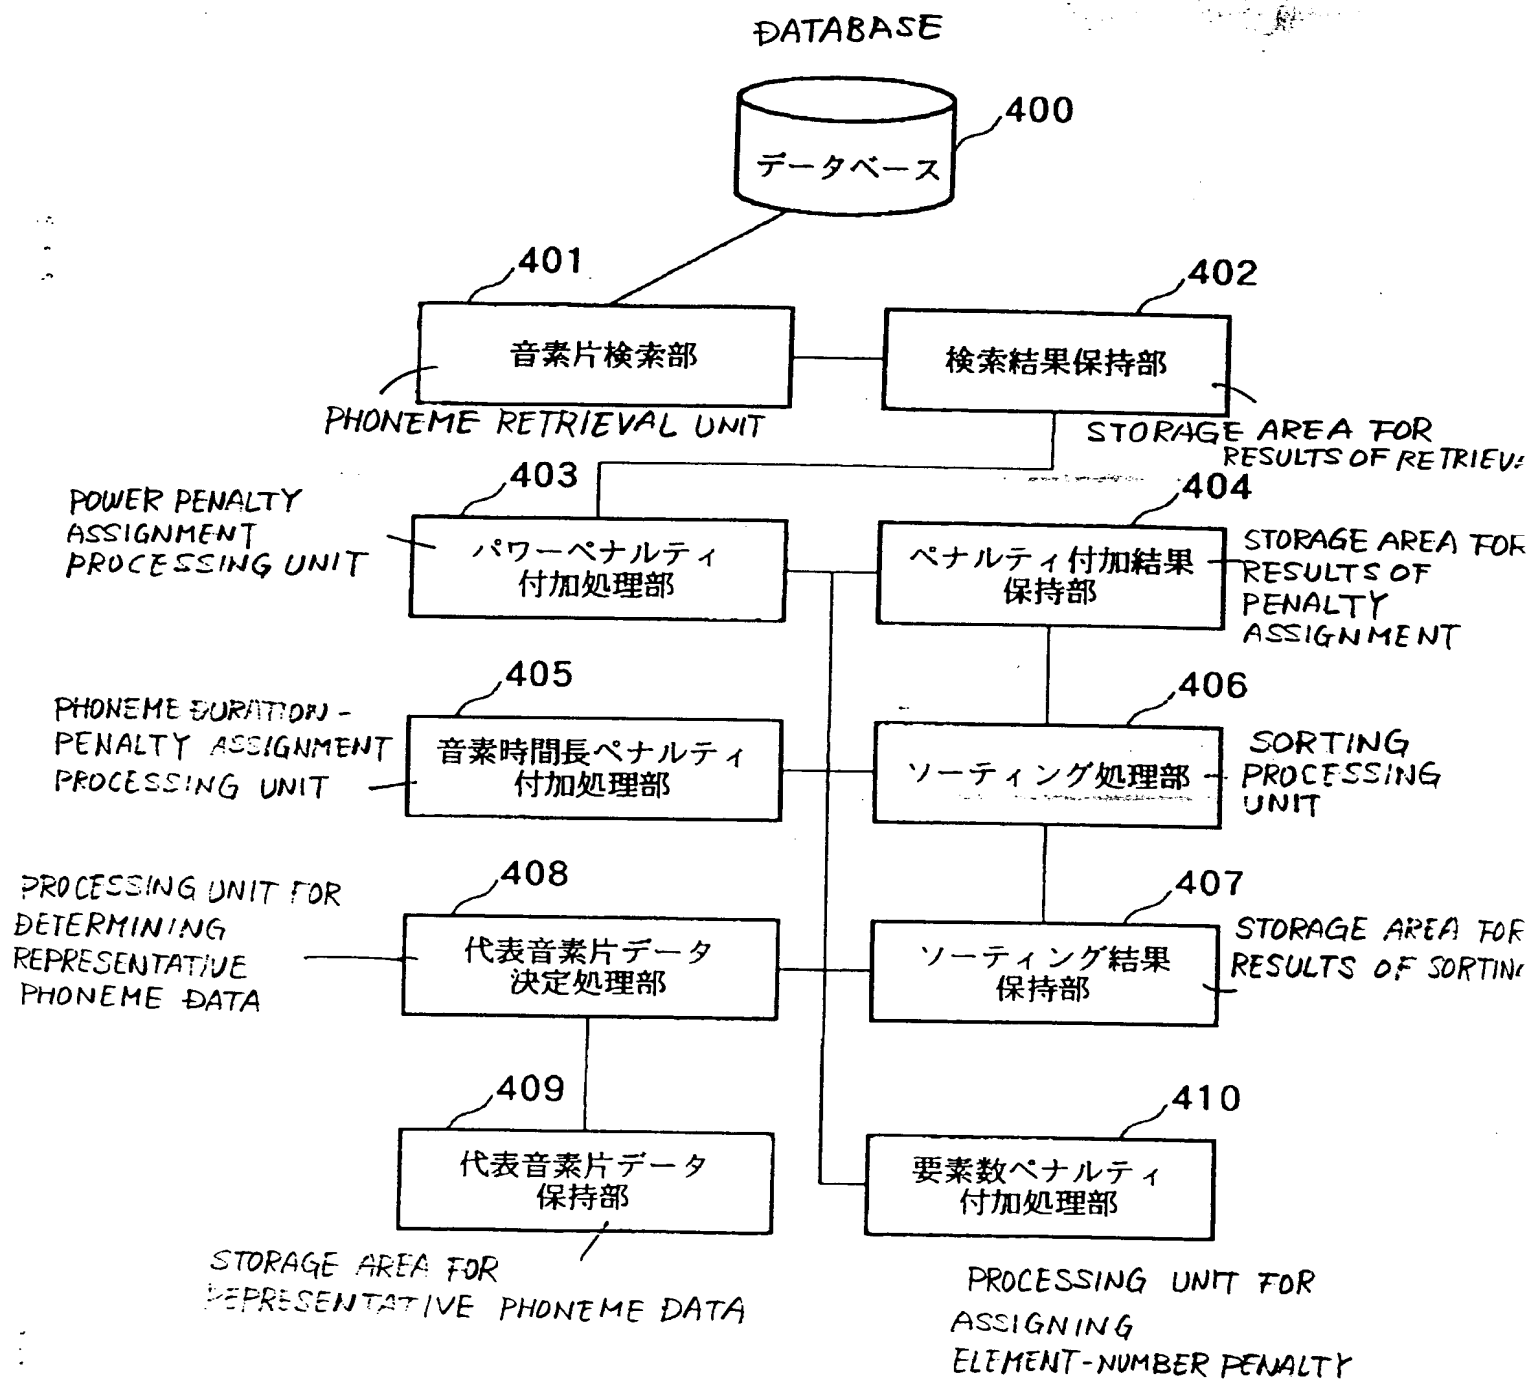 DATABASE
400
データベース
401
402
音素片検索部
検索結果保持部
PHONEME RETRIEVAL UNIT
STORAGE AREA FOR
RESULTS OF RETRIEVA
403
404
POWER PENALTY
ASSIGNMENT
PROCESSING UNIT
パワーペナルティ
付加処理部
ペナルティ付加結果
保持部
STORAGE AREA FOR
RESULTS OF
PENALTY
ASSIGNMENT
405
406
PHONEME DURATION-
PENALTY ASSIGNMENT
PROCESSING UNIT
音素時間長ペナルティ
付加処理部
ソーティング処理部
SORTING
PROCESSING
UNIT
408
407
PROCESSING UNIT FOR
DETERMINING
REPRESENTATIVE
PHONEME DATA
代表音素片データ
決定処理部
ソーティング結果
保持部
STORAGE AREA FOR
RESULTS OF SORTIN
409
410
代表音素片データ
保持部
要素数ペナルティ
付加処理部
STORAGE AREA FOR
REPRESENTATIVE PHONEME DATA
PROCESSING UNIT FOR
ASSIGNING
ELEMENT-NUMBER PENALTY